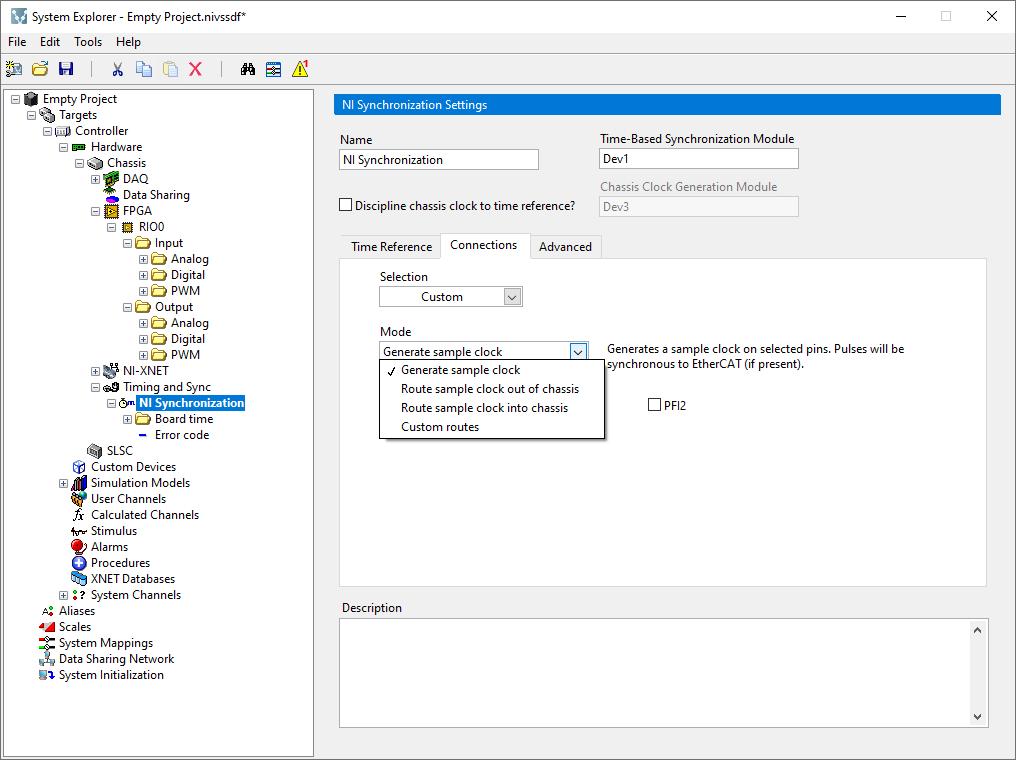 System Explorer - Empty Project.nivssdf*
File Edit Tools Help
Empty Project
Targets
Controller
Hardware
Chassis
DAQ
Data Sharing
FPGA
RIO0
Input
Analog
Digital
PWM
Output
Analog
Digital
PWM
NI-XNET
Timing and Sync
NI Synchronization
Board time
Error code
SLSC
Custom Devices
Simulation Models
User Channels
fx Calculated Channels
Stimulus
Alarms
Procedures
XNET Databases
System Channels
Aliases
Scales
System Mappings
Data Sharing Network
System Initialization
NI Synchronization Settings
Name
NI Synchronization
Time-Based Synchronization Module
Dev1
Discipline chassis clock to time reference?
Chassis Clock Generation Module
Dev3
Time Reference Connections Advanced
Selection
Custom
Mode
Generate sample clock
Generate sample clock
Route sample clock out of chassis
Route sample clock into chassis
Custom routes
Generates a sample clock on selected pins. Pulses will be
synchronous to EtherCAT (if present).
PFI2
Description